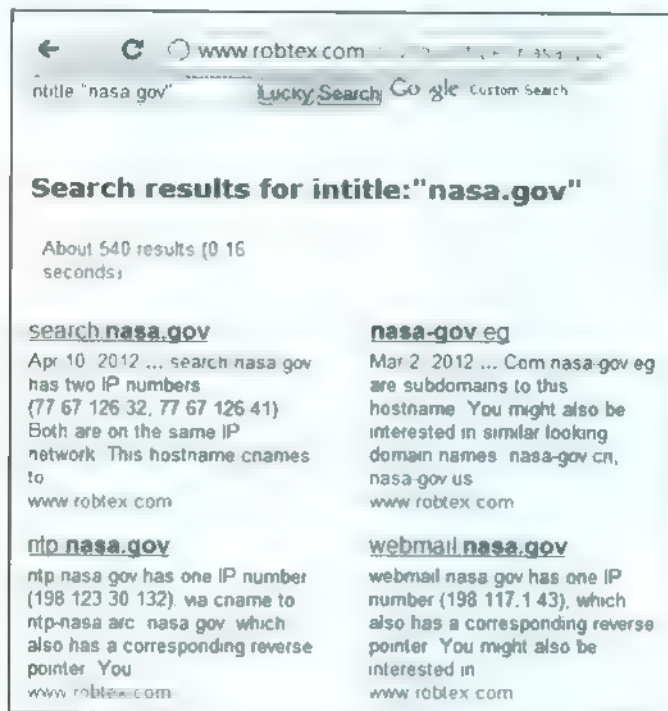 www.robtex com
ntitle "nasa gov" Lucky Search Go gle Custom Search
Search results for intitle:"nasa.gov"
About 540 results (0 16
seconds)
search.nasa.gov
Apr 10 2012 ... search nasa gov
has two IP numbers
(77 67 126 32, 77 67 126 41)
Both are on the same IP
network This hostname cnames
to
www robtex com
nasa-gov eg
Mar 2 2012 ... Com nasa-gov eg
are subdomains to this
hostname You might also be
interested in similar looking
domain names nasa-gov cn,
nasa-gov us
www robtex com
ntp nasa.gov
ntp nasa gov has one IP number
(198 123 30 132). via cname to
ntp-nasa arc nasa gov which
also has a corresponding reverse
pointer You
www robtex com
webmail nasa.gov
webmail nasa gov has one IP
number (198 117.1 43), which
also has a corresponding reverse
pointer You might also be
interested in
www robtex com